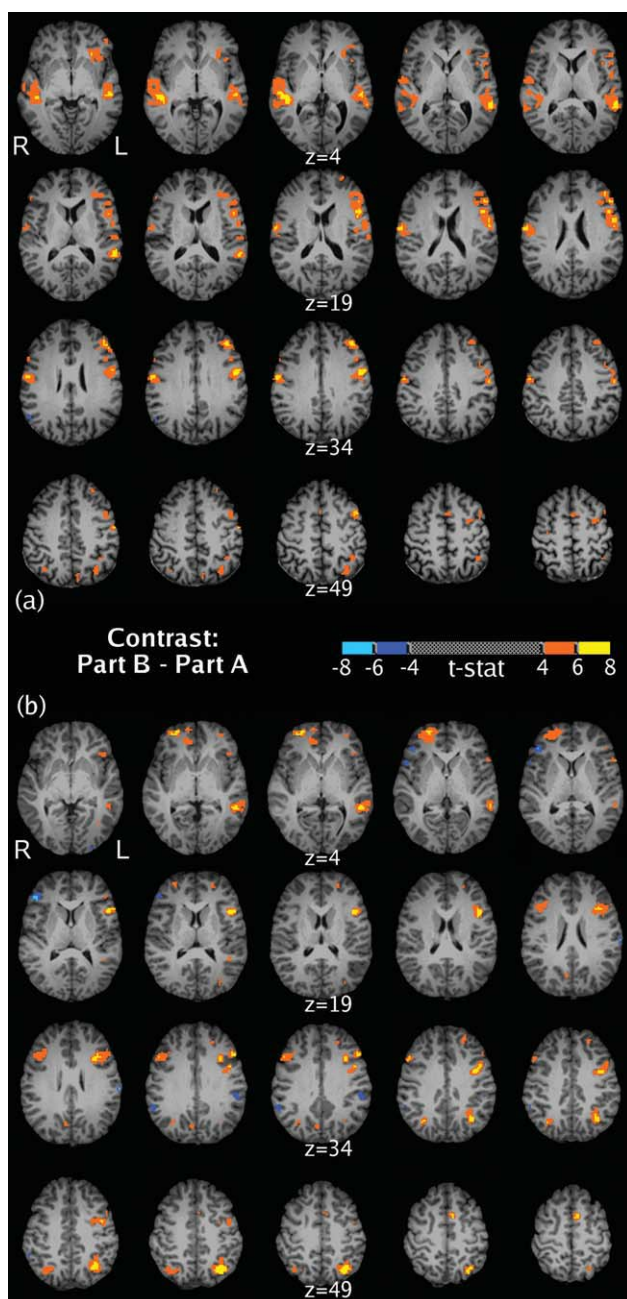 R L
z=4
z=19
z=34
z=49
(a)
Contrast:
Part B - Part A
-8 -6 -4 t-stat 4 6 8
(b)
R L
z=4
z=19
z=34
z=49